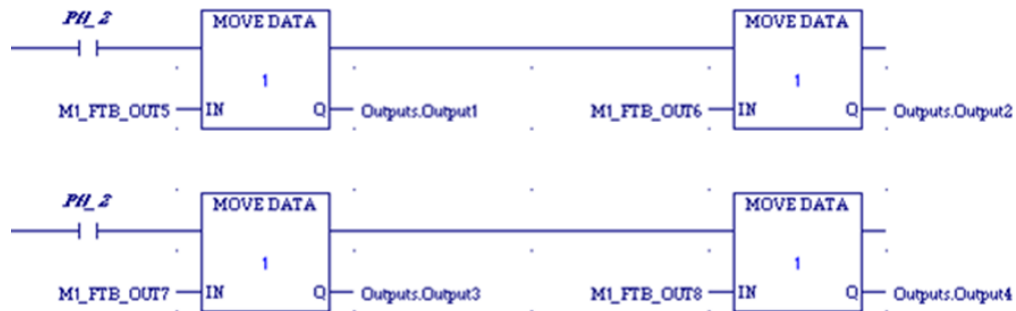 PH_2
MOVE DATA
MOVE DATA
1
1
M1_FTB_OUT5
IN
Q
Outputs.Output1
M1_FTB_OUT6
IN
Q
Outputs.Output2
PH_2
MOVE DATA
MOVE DATA
1
1
M1_FTB_OUT7
IN
Q
Outputs.Output3
M1_FTB_OUT8
IN
Q
Outputs.Output4